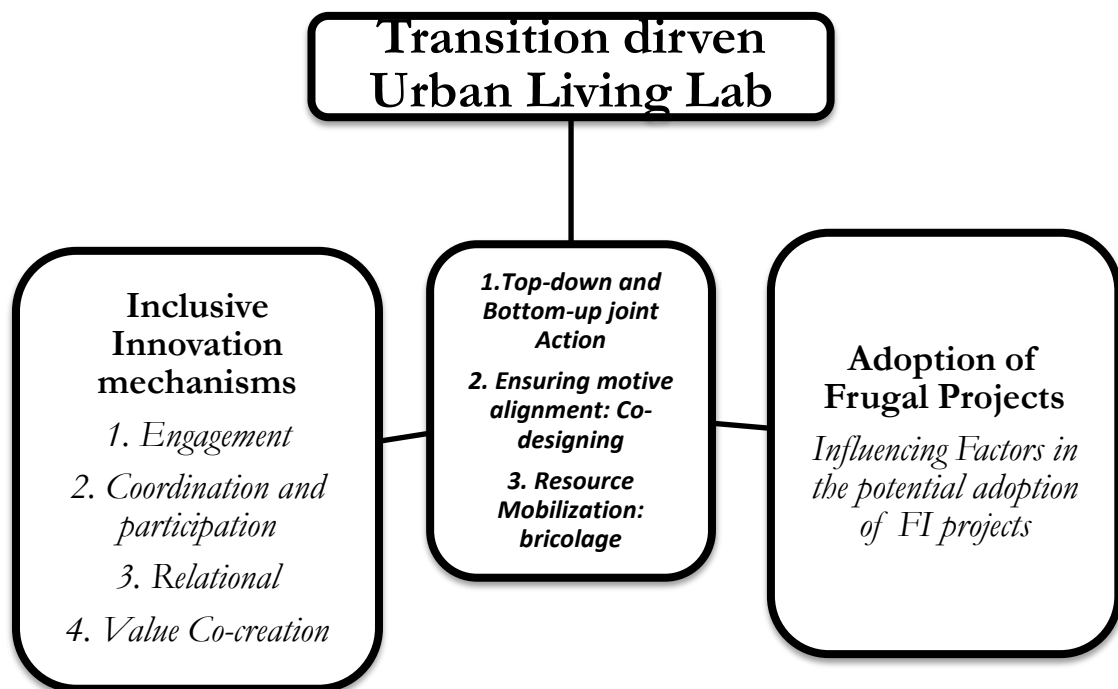 Transition dirven
Urban Living Lab
Inclusive
Innovation
mechanisms
1. Engagement
2. Coordination and
participation
3. Relational
4. Value Co-creation
1.Top-down and
Bottom-up joint
Action
2. Ensuring motive
alignment: Co-
designing
3. Resource
Mobilization:
bricolage
Adoption of
Frugal Projects
Influencing Factors in
the potential adoption
of FI projects